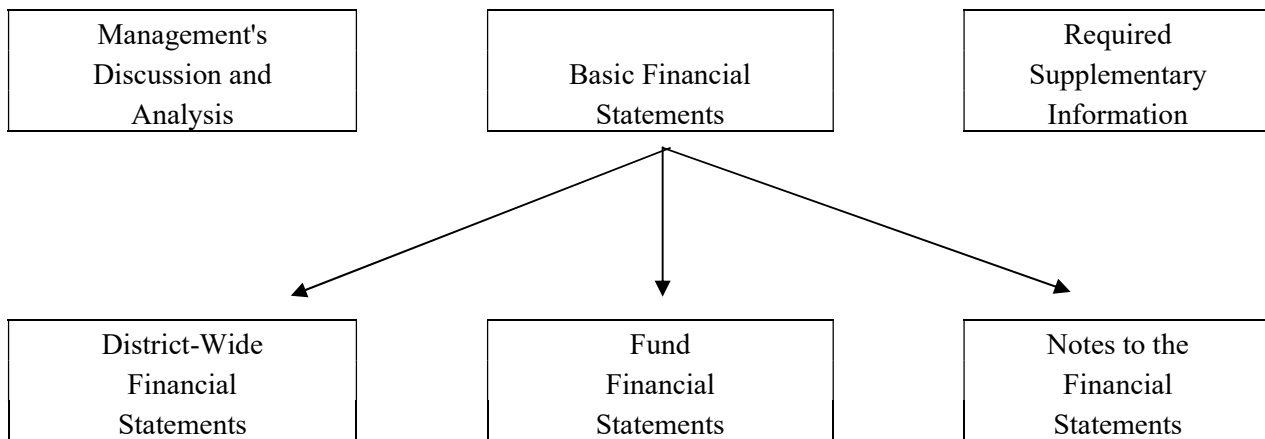 Management's
Discussion and
Analysis
Basic Financial
Statements
Required
Supplementary
Information
District-Wide
Financial
Statements
Fund
Financial
Statements
Notes to the
Financial
Statements